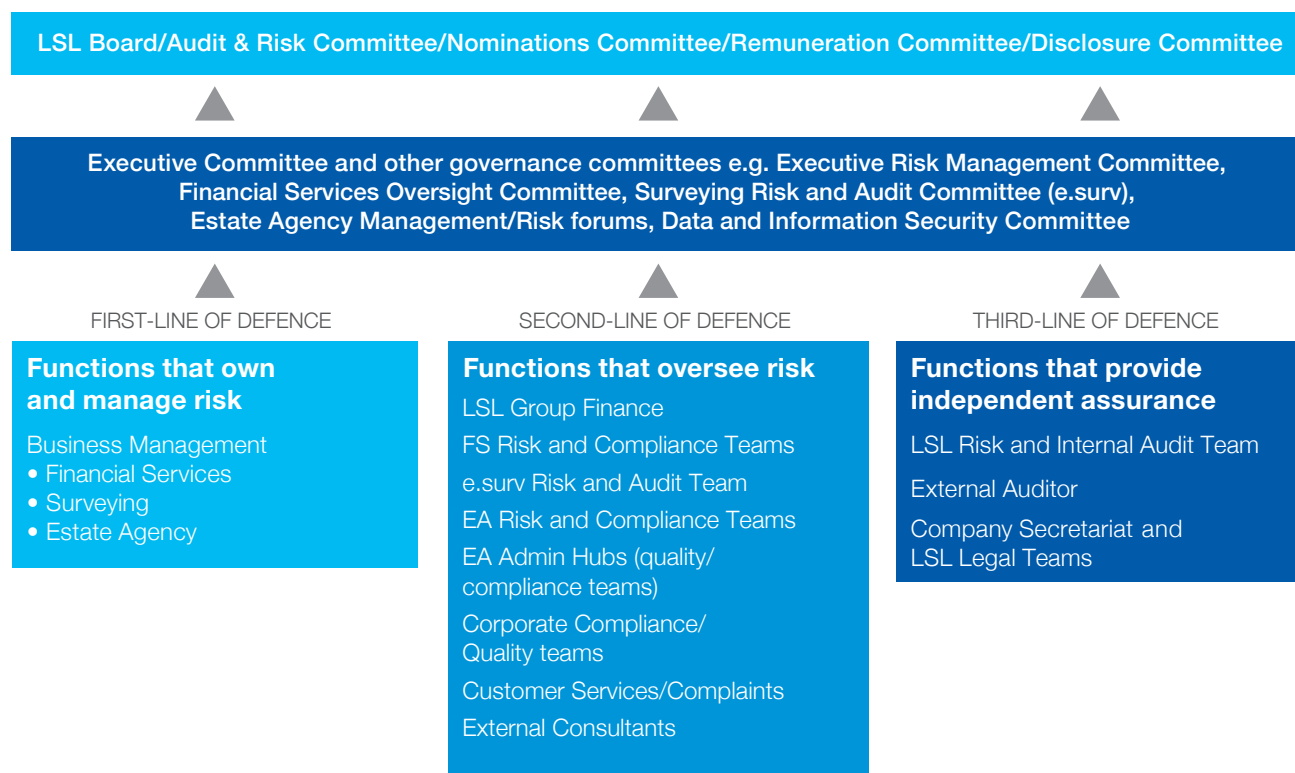 LSL Board/Audit & Risk Committee/Nominations Committee/Remuneration Committee/Disclosure Committee
Executive Committee and other governance committees e.g. Executive Risk Management Committee,
Financial Services Oversight Committee, Surveying Risk and Audit Committee (e.surv),
Estate Agency Management/Risk forums, Data and Information Security Committee
FIRST-LINE OF DEFENCE
Functions that own
and manage risk
Business Management
• Financial Services
• Surveying
• Estate Agency
SECOND-LINE OF DEFENCE
Functions that oversee risk
LSL Group Finance
FS Risk and Compliance Teams
e.surv Risk and Audit Team
EA Risk and Compliance Teams
EA Admin Hubs (quality/
compliance teams)
Corporate Compliance/
Quality teams
Customer Services/Complaints
External Consultants
THIRD-LINE OF DEFENCE
Functions that provide
independent assurance
LSL Risk and Internal Audit Team
External Auditor
Company Secretariat and
LSL Legal Teams